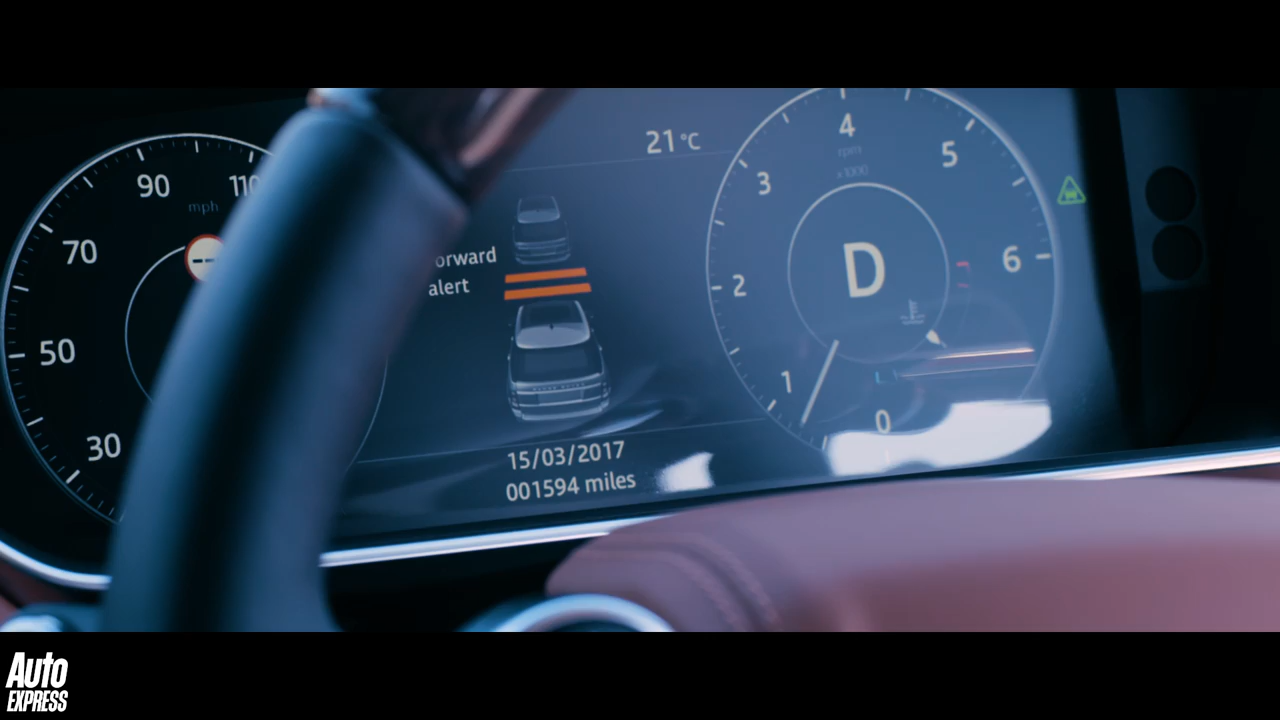 21°C
4
rpm
x 1000
5
3
90
110
mph
70
6
orward
alert
D
2
50
1
0
30
15/03/2017
001594 miles
Auto
EXPRESS